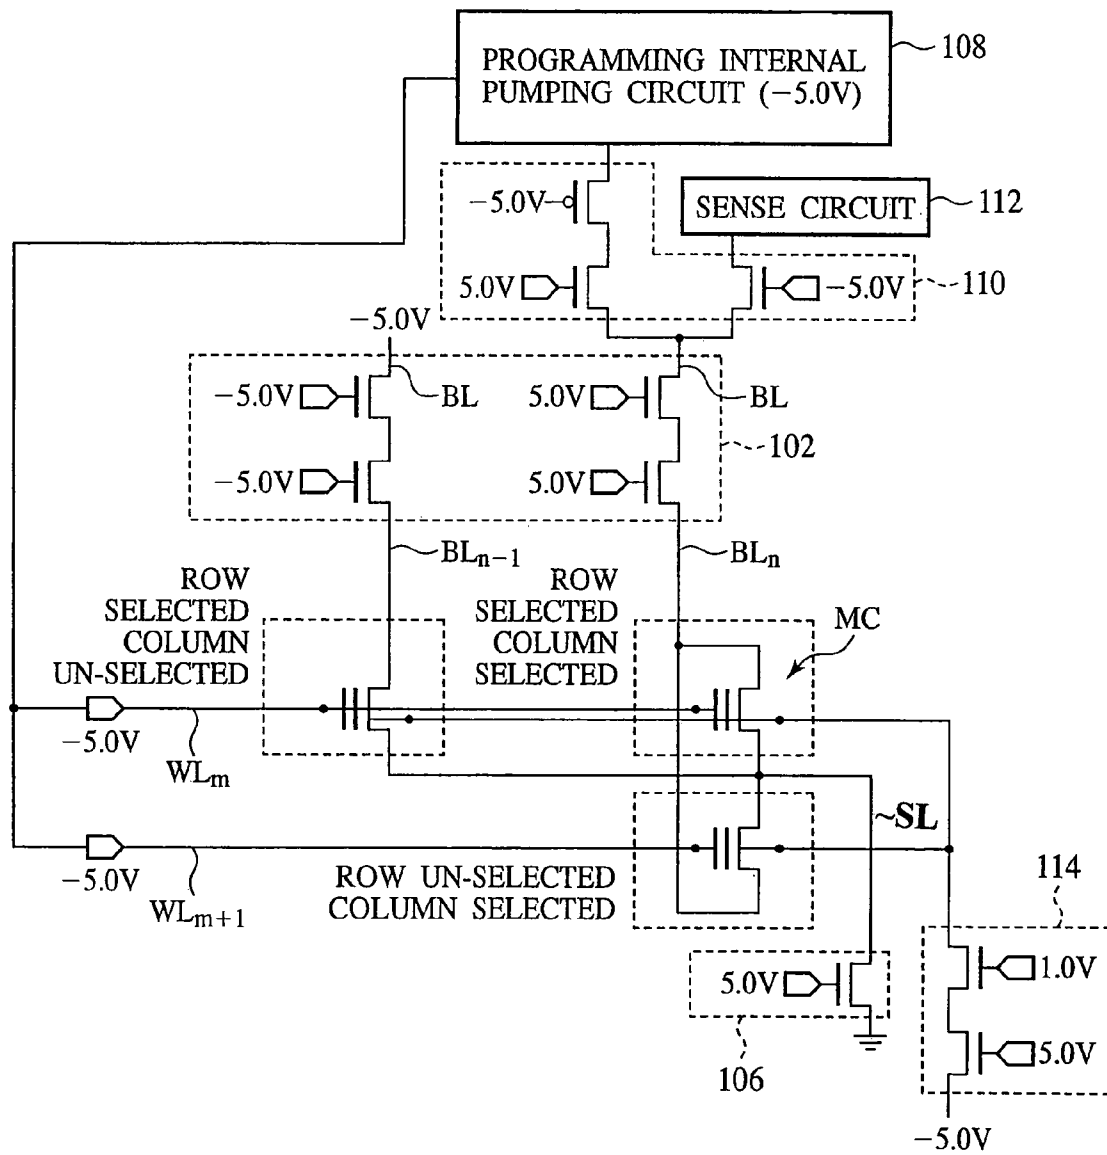 PROGRAMMING INTERNAL
PUMPING CIRCUIT (−5.0V)
108
−5.0V
SENSE CIRCUIT
112
5.0V
−5.0V
110
−5.0V
−5.0V
BL
5.0V
BL
102
−5.0V
5.0V
BLn−1
BLn
ROW
SELECTED
COLUMN
UN-SELECTED
ROW
SELECTED
COLUMN
SELECTED
MC
−5.0V
WLm
~SL
−5.0V
WLm+1
ROW UN-SELECTED
COLUMN SELECTED
114
5.0V
106
1.0V
5.0V
−5.0V